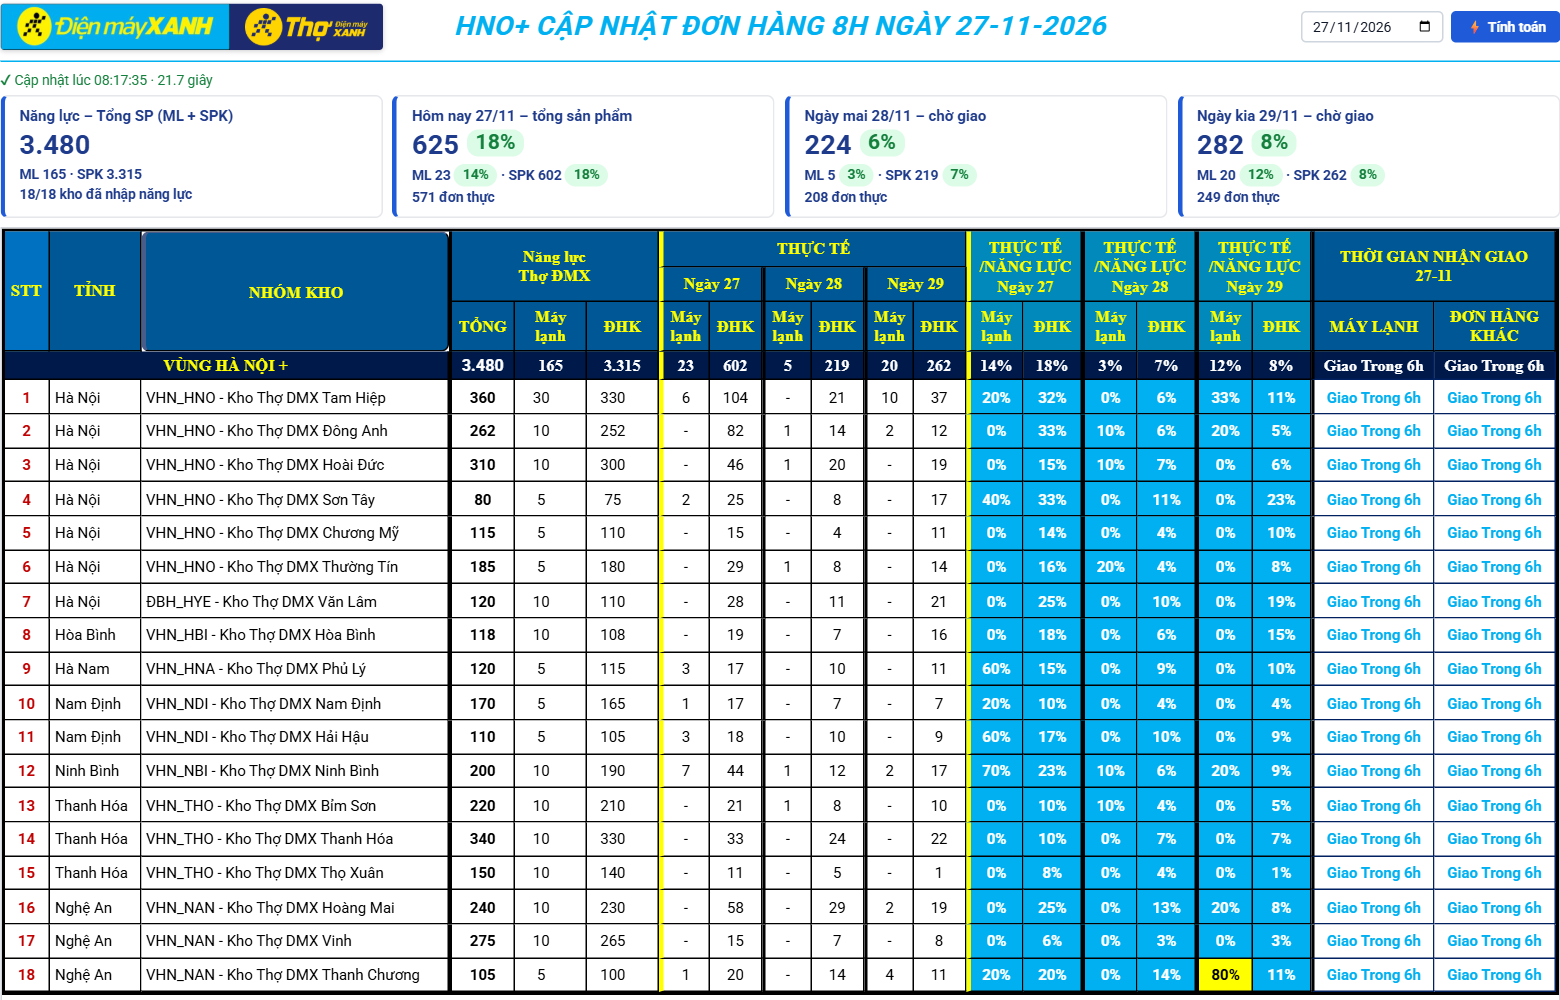 Điện máy XANH Thợ Điện máy XANH
HNO+ CẬP NHẬT ĐƠN HÀNG 8H NGÀY 27-11-2026
27/11/2026 Tính toán
✓ Cập nhật lúc 08:17:35 · 21.7 giây
Năng lực – Tổng SP (ML + SPK)
3.480
ML 165 · SPK 3.315
18/18 kho đã nhập năng lực
Hôm nay 27/11 – tổng sản phẩm
625 18%
ML 23 14% · SPK 602 18%
571 đơn thực
Ngày mai 28/11 – chờ giao
224 6%
ML 5 3% · SPK 219 7%
208 đơn thực
Ngày kia 29/11 – chờ giao
282 8%
ML 20 12% · SPK 262 8%
249 đơn thực
STT TỈNH NHÓM KHO Năng lực Thợ ĐMX THỰC TẾ THỰC TẾ /NĂNG LỰC Ngày 27 THỰC TẾ /NĂNG LỰC Ngày 28 THỰC TẾ /NĂNG LỰC Ngày 29 THỜI GIAN NHẬN GIAO 27-11
Ngày 27 Ngày 28 Ngày 29
TỔNG Máy lạnh ĐHK Máy lạnh ĐHK Máy lạnh ĐHK Máy lạnh ĐHK Máy lạnh ĐHK Máy lạnh ĐHK Máy lạnh ĐHK MÁY LẠNH ĐƠN HÀNG KHÁC
VÙNG HÀ NỘI + 3.480 165 3.315 23 602 5 219 20 262 14% 18% 3% 7% 12% 8% Giao Trong 6h Giao Trong 6h
1 Hà Nội VHN_HNO - Kho Thợ DMX Tam Hiệp 360 30 330 6 104 - 21 10 37 20% 32% 0% 6% 33% 11% Giao Trong 6h Giao Trong 6h
2 Hà Nội VHN_HNO - Kho Thợ DMX Đông Anh 262 10 252 - 82 1 14 2 12 0% 33% 10% 6% 20% 5% Giao Trong 6h Giao Trong 6h
3 Hà Nội VHN_HNO - Kho Thợ DMX Hoài Đức 310 10 300 - 46 1 20 - 19 0% 15% 10% 7% 0% 6% Giao Trong 6h Giao Trong 6h
4 Hà Nội VHN_HNO - Kho Thợ DMX Sơn Tây 80 5 75 2 25 - 8 - 17 40% 33% 0% 11% 0% 23% Giao Trong 6h Giao Trong 6h
5 Hà Nội VHN_HNO - Kho Thợ DMX Chương Mỹ 115 5 110 - 15 - 4 - 11 0% 14% 0% 4% 0% 10% Giao Trong 6h Giao Trong 6h
6 Hà Nội VHN_HNO - Kho Thợ DMX Thường Tín 185 5 180 - 29 1 8 - 14 0% 16% 20% 4% 0% 8% Giao Trong 6h Giao Trong 6h
7 Hà Nội ĐBH_HYE - Kho Thợ DMX Văn Lâm 120 10 110 - 28 - 11 - 21 0% 25% 0% 10% 0% 19% Giao Trong 6h Giao Trong 6h
8 Hòa Bình VHN_HBI - Kho Thợ DMX Hòa Bình 118 10 108 - 19 - 7 - 16 0% 18% 0% 6% 0% 15% Giao Trong 6h Giao Trong 6h
9 Hà Nam VHN_HNA - Kho Thợ DMX Phủ Lý 120 5 115 3 17 - 10 - 11 60% 15% 0% 9% 0% 10% Giao Trong 6h Giao Trong 6h
10 Nam Định VHN_NDI - Kho Thợ DMX Nam Định 170 5 165 1 17 - 7 - 7 20% 10% 0% 4% 0% 4% Giao Trong 6h Giao Trong 6h
11 Nam Định VHN_NDI - Kho Thợ DMX Hải Hậu 110 5 105 3 18 - 10 - 9 60% 17% 0% 10% 0% 9% Giao Trong 6h Giao Trong 6h
12 Ninh Bình VHN_NBI - Kho Thợ DMX Ninh Bình 200 10 190 7 44 1 12 2 17 70% 23% 10% 6% 20% 9% Giao Trong 6h Giao Trong 6h
13 Thanh Hóa VHN_THO - Kho Thợ DMX Bỉm Sơn 220 10 210 - 21 1 8 - 10 0% 10% 10% 4% 0% 5% Giao Trong 6h Giao Trong 6h
14 Thanh Hóa VHN_THO - Kho Thợ DMX Thanh Hóa 340 10 330 - 33 - 24 - 22 0% 10% 0% 7% 0% 7% Giao Trong 6h Giao Trong 6h
15 Thanh Hóa VHN_THO - Kho Thợ DMX Thọ Xuân 150 10 140 - 11 - 5 - 1 0% 8% 0% 4% 0% 1% Giao Trong 6h Giao Trong 6h
16 Nghệ An VHN_NAN - Kho Thợ DMX Hoàng Mai 240 10 230 - 58 - 29 2 19 0% 25% 0% 13% 20% 8% Giao Trong 6h Giao Trong 6h
17 Nghệ An VHN_NAN - Kho Thợ DMX Vinh 275 10 265 - 15 - 7 - 8 0% 6% 0% 3% 0% 3% Giao Trong 6h Giao Trong 6h
18 Nghệ An VHN_NAN - Kho Thợ DMX Thanh Chương 105 5 100 1 20 - 14 4 11 20% 20% 0% 14% 80% 11% Giao Trong 6h Giao Trong 6h